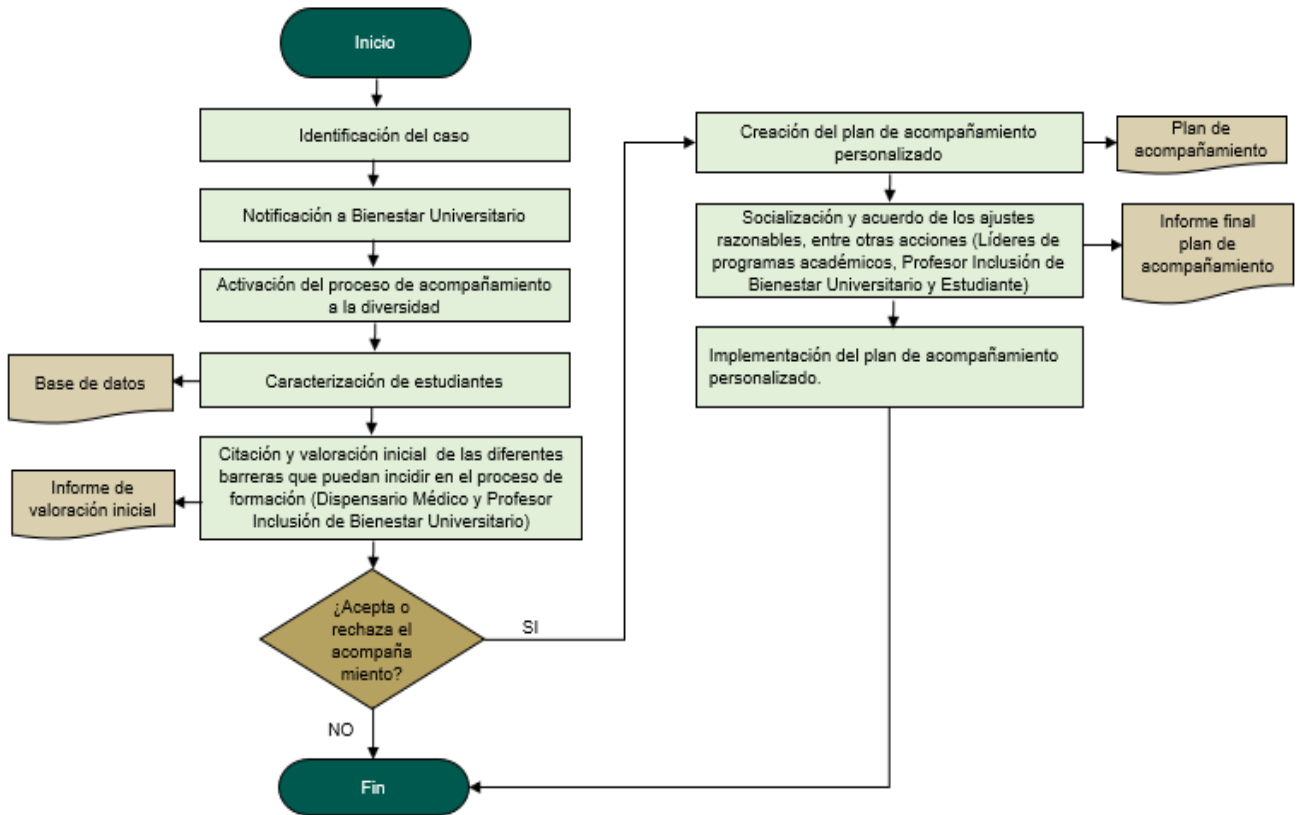 Inicio
Identificación del caso
Notificación a Bienestar Universitario
Activación del proceso de acompañamiento
a la diversidad
Caracterización de estudiantes
Base de datos
Citación y valoración inicial de las diferentes
barreras que puedan incidir en el proceso de
formación (Dispensario Médico y Profesor
Inclusión de Bienestar Universitario)
Informe de
valoración inicial
¿Acepta o
rechaza el
acompaña
miento?
SI
NO
Fin
Creación del plan de acompañamiento
personalizado
Plan de
acompañamiento
Socialización y acuerdo de los ajustes
razonables, entre otras acciones (Líderes de
programas académicos, Profesor Inclusión de
Bienestar Universitario y Estudiante)
Informe final
plan de
acompañamiento
Implementación del plan de acompañamiento
personalizado.